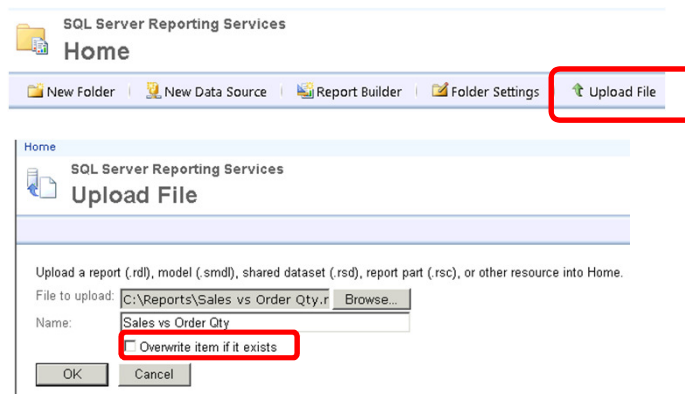 SQL Server Reporting Services
Home
New Folder New Data Source Report Builder Folder Settings Upload File
Home
SQL Server Reporting Services
Upload File
Upload a report (.rdl), model (.smdl), shared dataset (.rsd), report part (.rsc), or other resource into Home.
File to upload: C:\Reports\Sales vs Order Qty.r Browse...
Name: Sales vs Order Qty
Overwrite item if it exists
OK Cancel